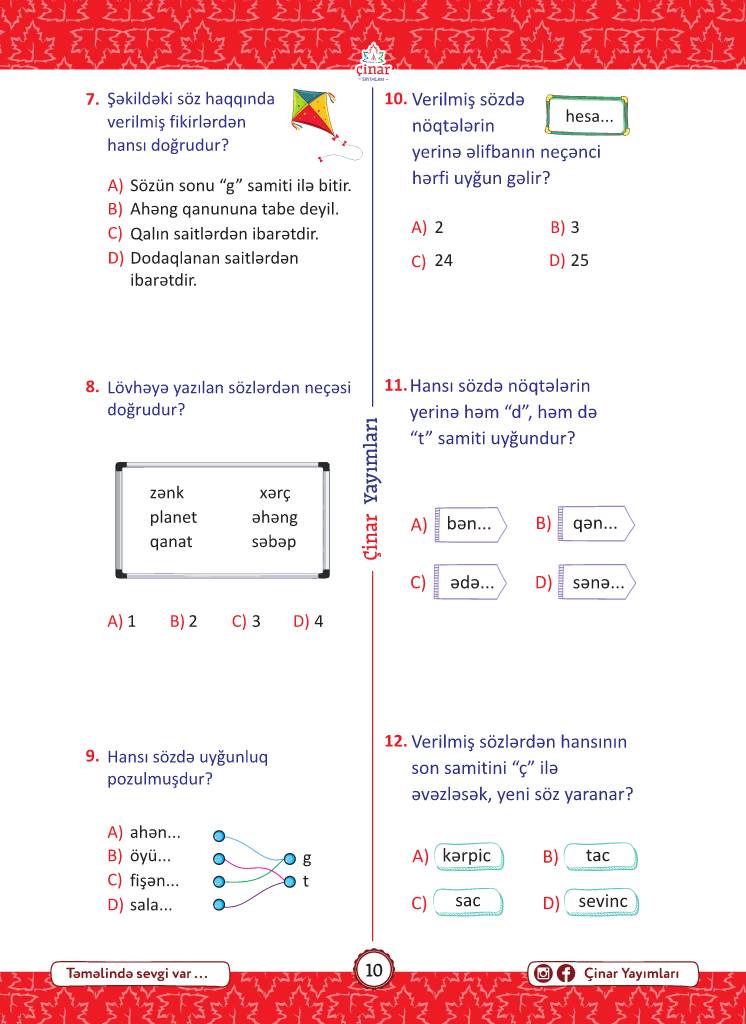 çinar
YAYIMLARI
7. Şəkildəki söz haqqında
verilmiş fikirlərdən
hansı doğrudur?
A) Sözün sonu “g” samiti ilə bitir.
B) Ahəng qanununa tabe deyil.
C) Qalın saitlərdən ibarətdir.
D) Dodaqlanan saitlərdən
ibarətdir.
8. Lövhəyə yazılan sözlərdən neçəsi
doğrudur?
zənk xərç
planet əhəng
qanat səbəp
A) 1 B) 2 C) 3 D) 4
9. Hansı sözdə uyğunluq
pozulmuşdur?
A) ahən...
B) öyü... g
C) fişən... t
D) sala...
Çinar Yayımları
10. Verilmiş sözdə
nöqtələrin
yerinə əlifbanın neçənci
hərfi uyğun gəlir?
hesa...
A) 2 B) 3
C) 24 D) 25
11. Hansı sözdə nöqtələrin
yerinə həm “d”, həm də
“t” samiti uyğundur?
A) bən... B) qən...
C) ədə... D) sənə...
12. Verilmiş sözlərdən hansının
son samitini “ç” ilə
əvəzləsək, yeni söz yaranar?
A) kərpic B) tac
C) sac D) sevinc
Təməlində sevgi var ...
10
Çinar Yayımları